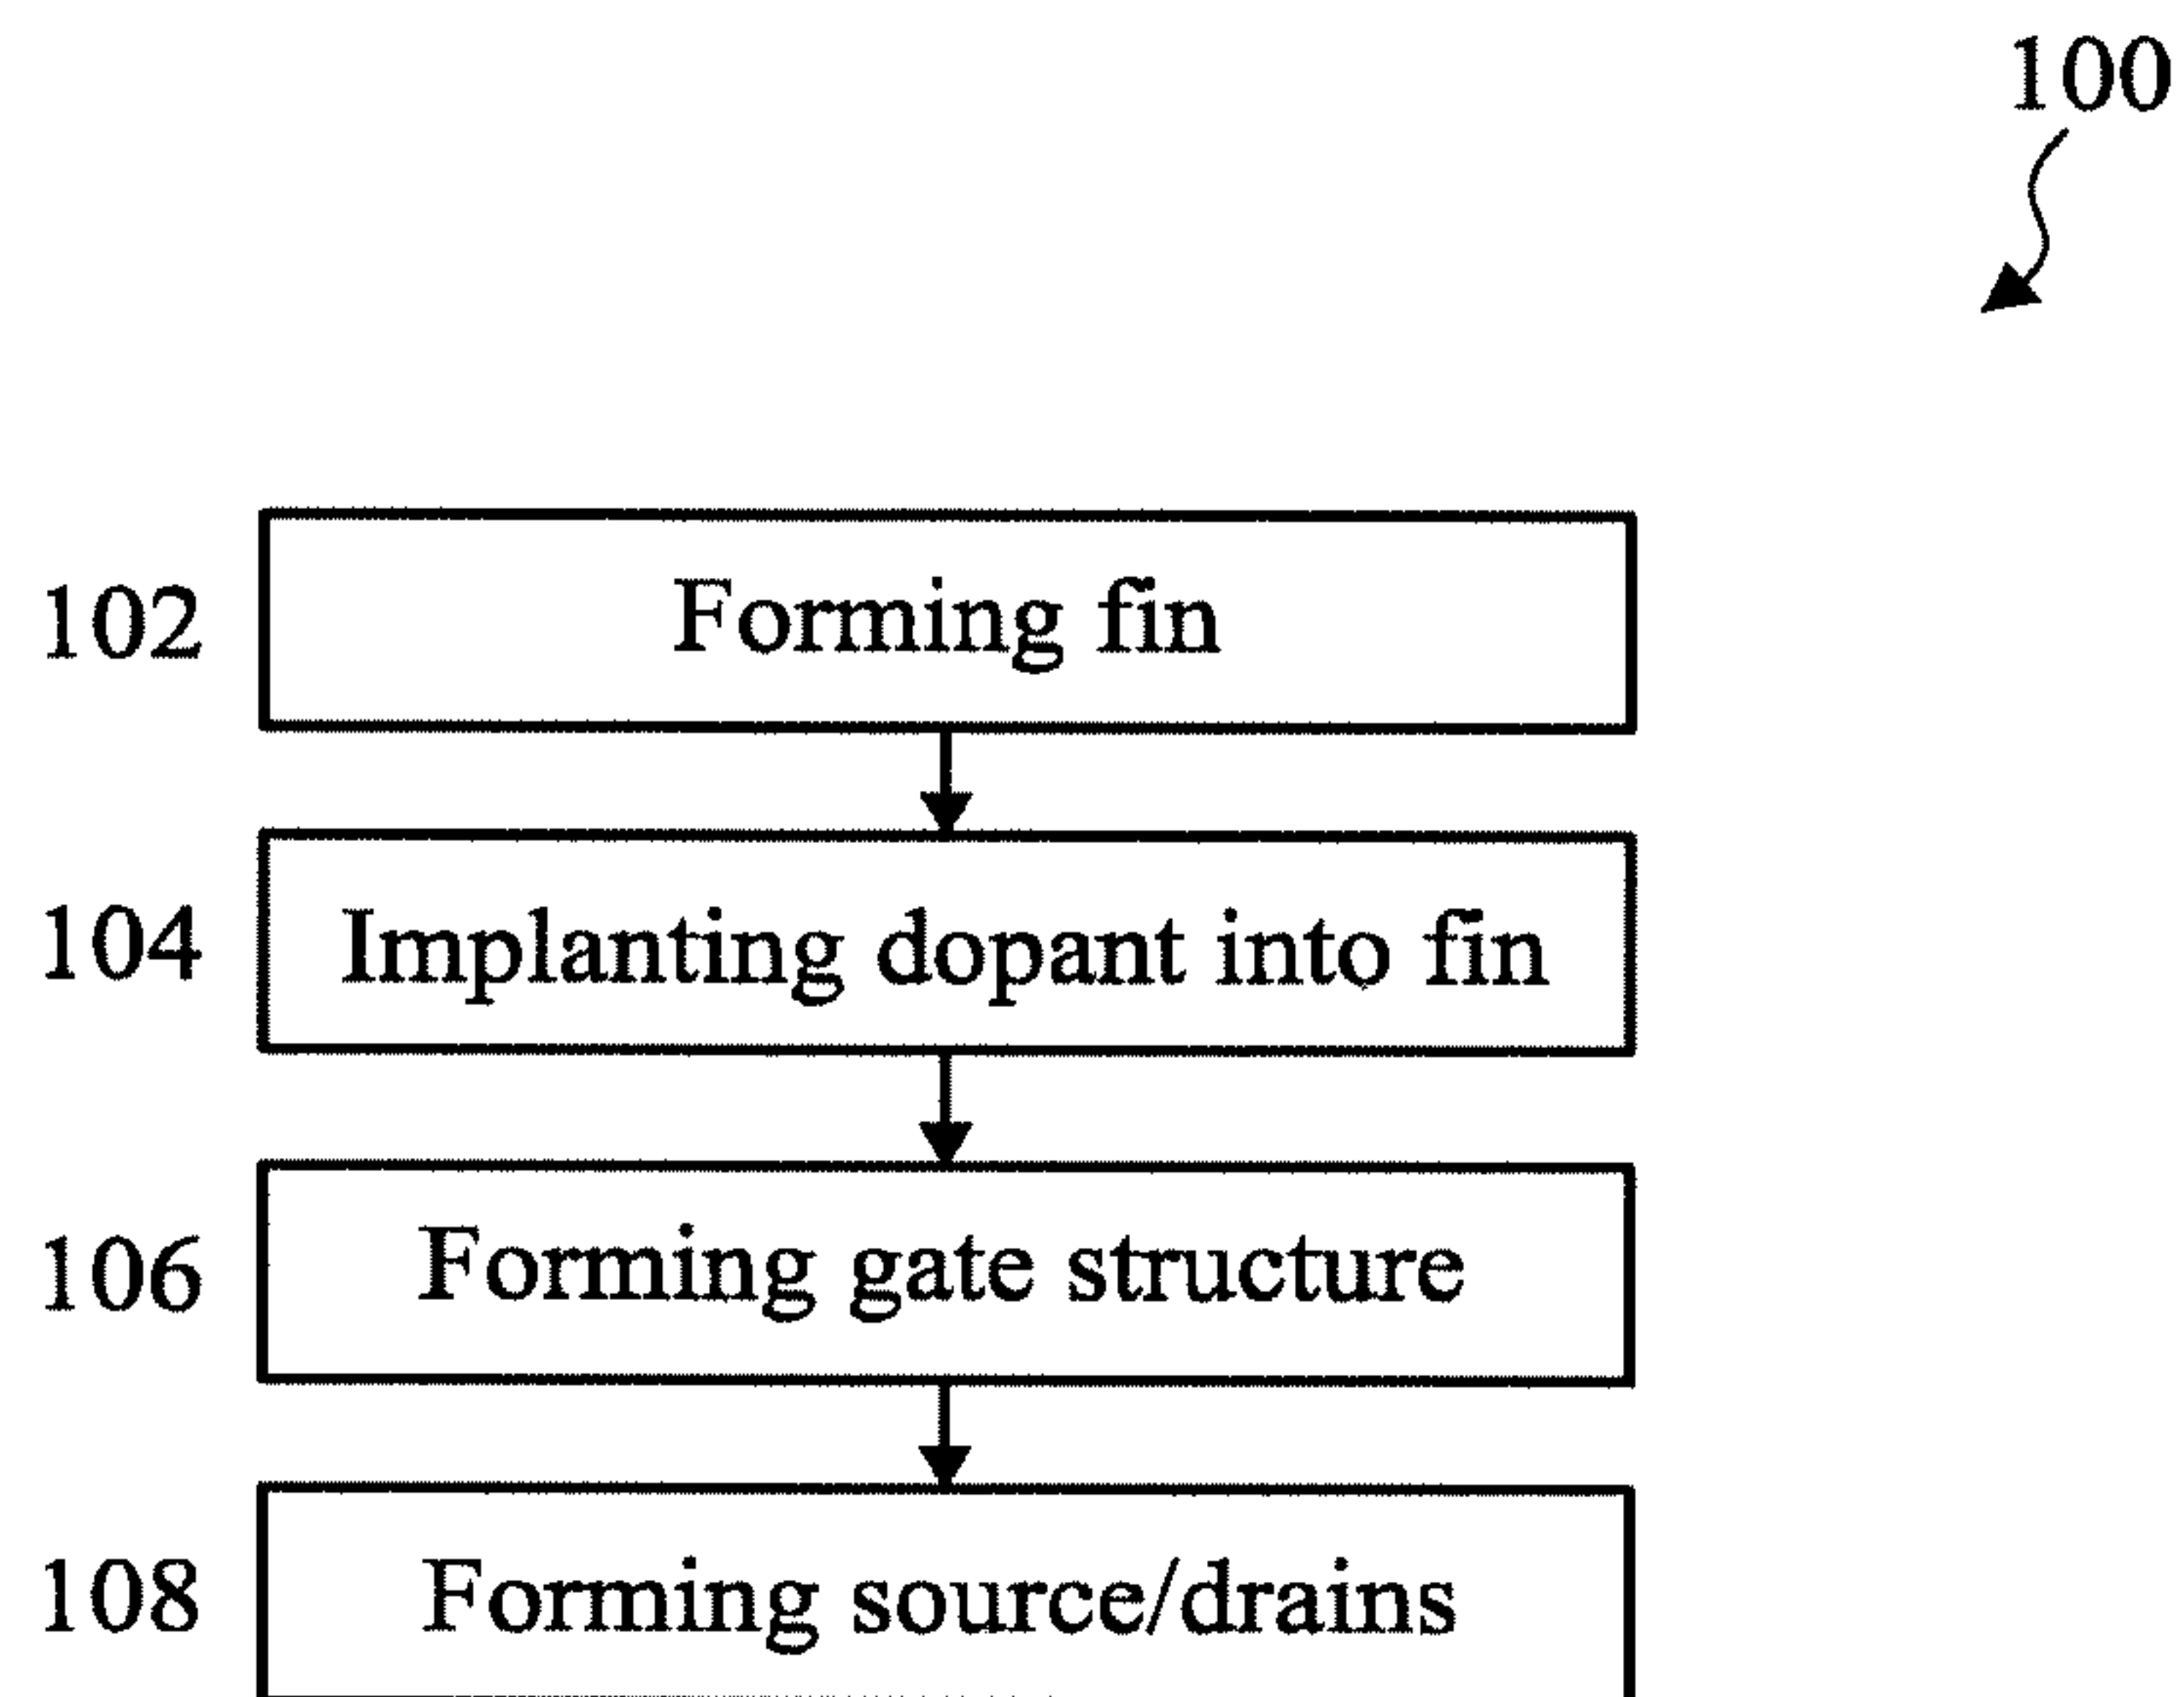 100
102 Forming fin
104 Implanting dopant into fin
106 Forming gate structure
108 Forming source/drains